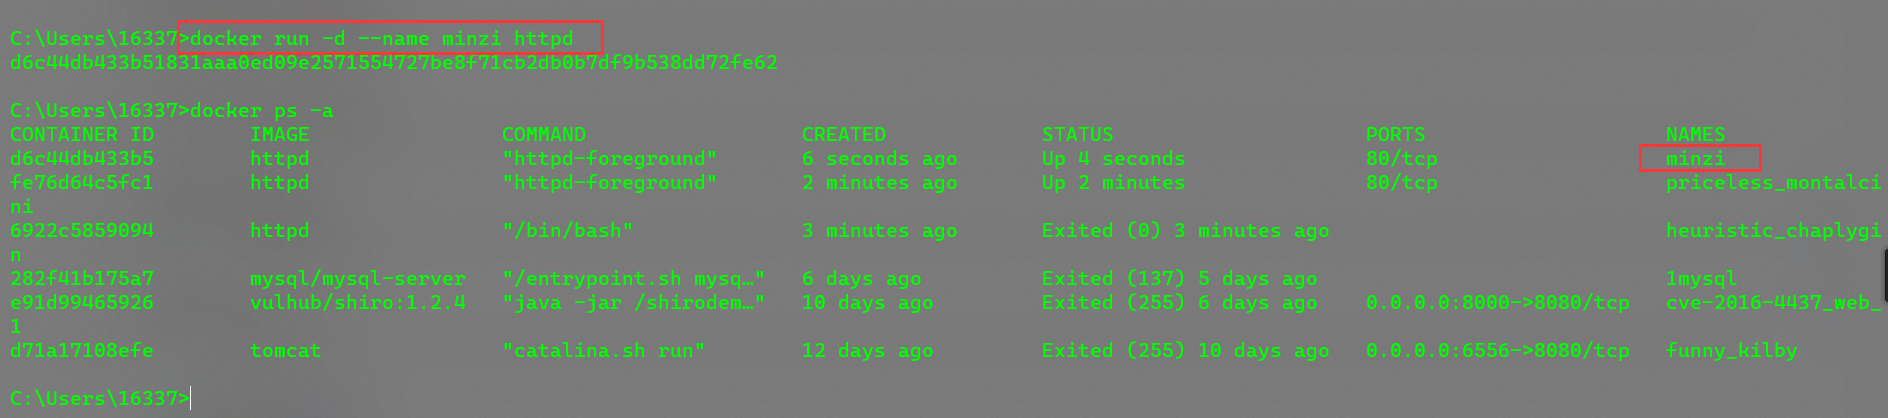 C:\Users\16337>docker run -d --name minzi httpd
d6c44db433b51831aaa0ed09e2571554727be8f71cb2db0b7df9b538dd72fe62
C:\Users\16337>docker ps -a
CONTAINER ID IMAGE COMMAND CREATED STATUS PORTS NAMES
d6c44db433b5 httpd "httpd-foreground" 6 seconds ago Up 4 seconds 80/tcp minzi
fe76d64c5fc1 httpd "httpd-foreground" 2 minutes ago Up 2 minutes 80/tcp priceless_montalci
ni
6922c5859094 httpd "/bin/bash" 3 minutes ago Exited (0) 3 minutes ago heuristic_chaplygi
n
282f41b175a7 mysql/mysql-server "/entrypoint.sh mysq…" 6 days ago Exited (137) 5 days ago 1mysql
e91d99465926 vulhub/shiro:1.2.4 "java -jar /shirodem…" 10 days ago Exited (255) 6 days ago 0.0.0.0:8000->8080/tcp cve-2016-4437_web_
1
d71a17108efe tomcat "catalina.sh run" 12 days ago Exited (255) 10 days ago 0.0.0.0:6556->8080/tcp funny_kilby
C:\Users\16337>